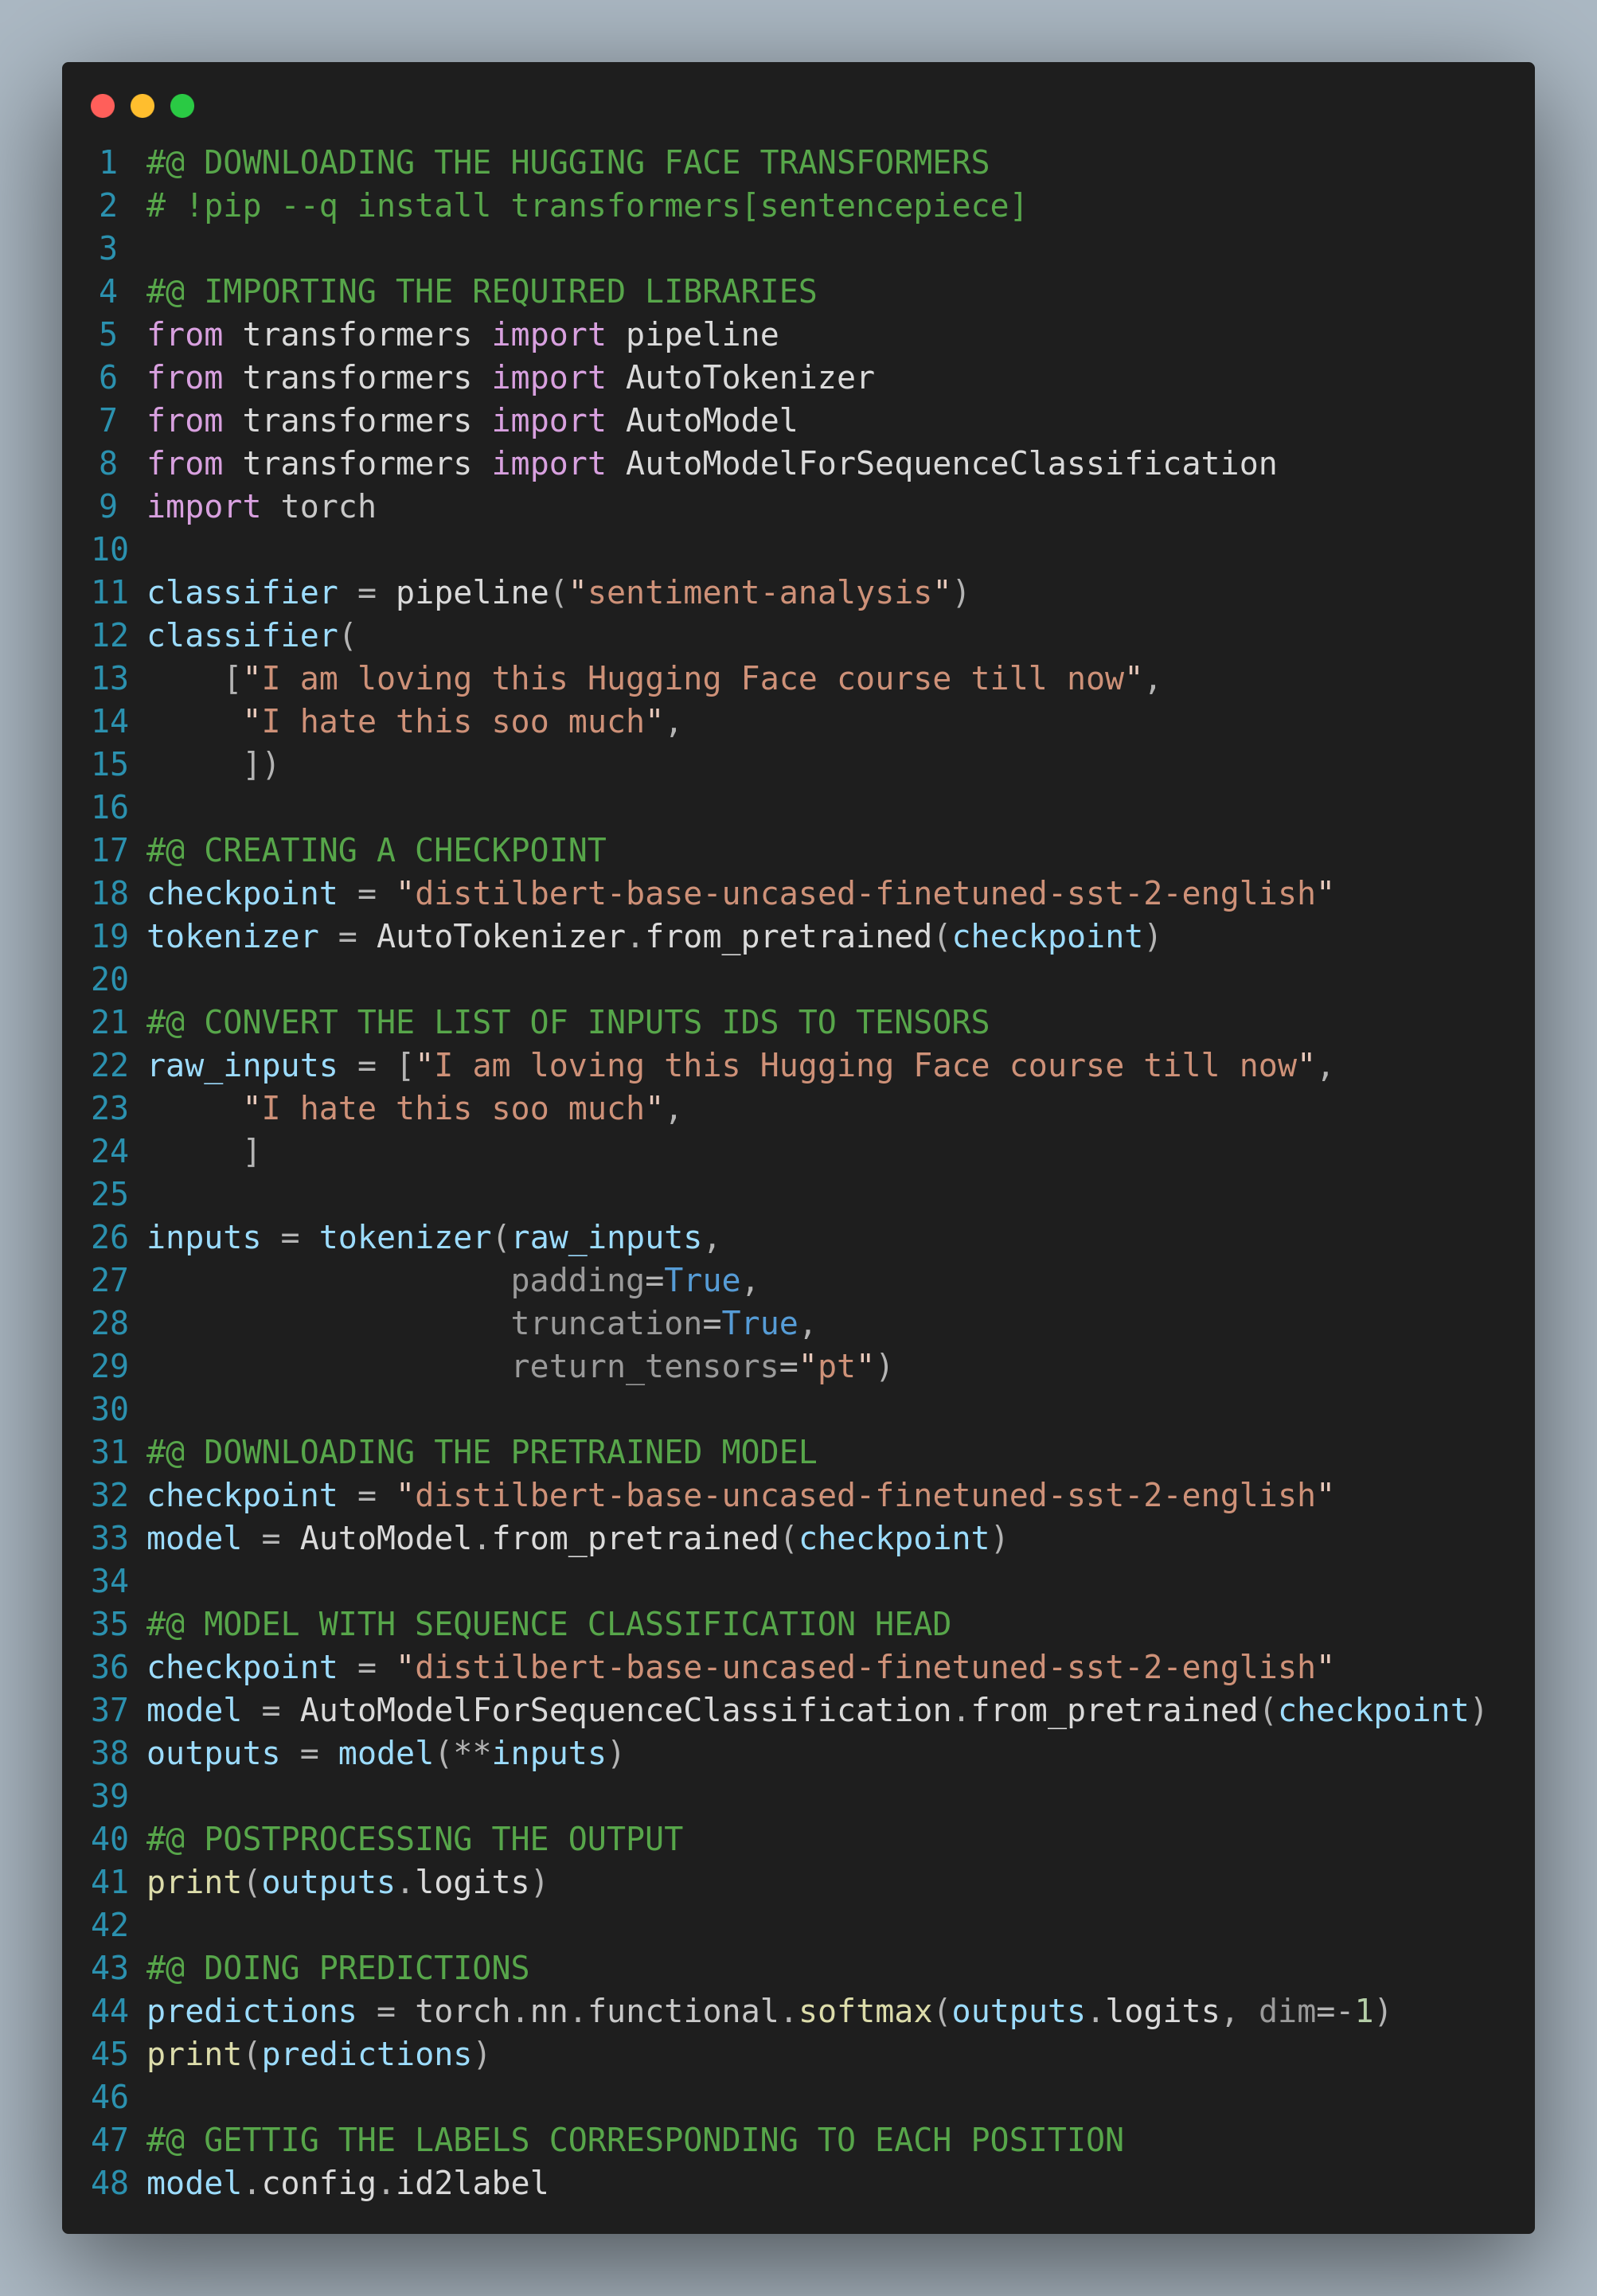 1 #@ DOWNLOADING THE HUGGING FACE TRANSFORMERS
2 # !pip --q install transformers[sentencepiece]
3
4 #@ IMPORTING THE REQUIRED LIBRARIES
5 from transformers import pipeline
6 from transformers import AutoTokenizer
7 from transformers import AutoModel
8 from transformers import AutoModelForSequenceClassification
9 import torch
10
11 classifier = pipeline("sentiment-analysis")
12 classifier(
13     ["I am loving this Hugging Face course till now",
14      "I hate this soo much",
15      ])
16
17 #@ CREATING A CHECKPOINT
18 checkpoint = "distilbert-base-uncased-finetuned-sst-2-english"
19 tokenizer = AutoTokenizer.from_pretrained(checkpoint)
20
21 #@ CONVERT THE LIST OF INPUTS IDS TO TENSORS
22 raw_inputs = ["I am loving this Hugging Face course till now",
23      "I hate this soo much",
24      ]
25
26 inputs = tokenizer(raw_inputs,
27                    padding=True,
28                    truncation=True,
29                    return_tensors="pt")
30
31 #@ DOWNLOADING THE PRETRAINED MODEL
32 checkpoint = "distilbert-base-uncased-finetuned-sst-2-english"
33 model = AutoModel.from_pretrained(checkpoint)
34
35 #@ MODEL WITH SEQUENCE CLASSIFICATION HEAD
36 checkpoint = "distilbert-base-uncased-finetuned-sst-2-english"
37 model = AutoModelForSequenceClassification.from_pretrained(checkpoint)
38 outputs = model(**inputs)
39
40 #@ POSTPROCESSING THE OUTPUT
41 print(outputs.logits)
42
43 #@ DOING PREDICTIONS
44 predictions = torch.nn.functional.softmax(outputs.logits, dim=-1)
45 print(predictions)
46
47 #@ GETTIG THE LABELS CORRESPONDING TO EACH POSITION
48 model.config.id2label